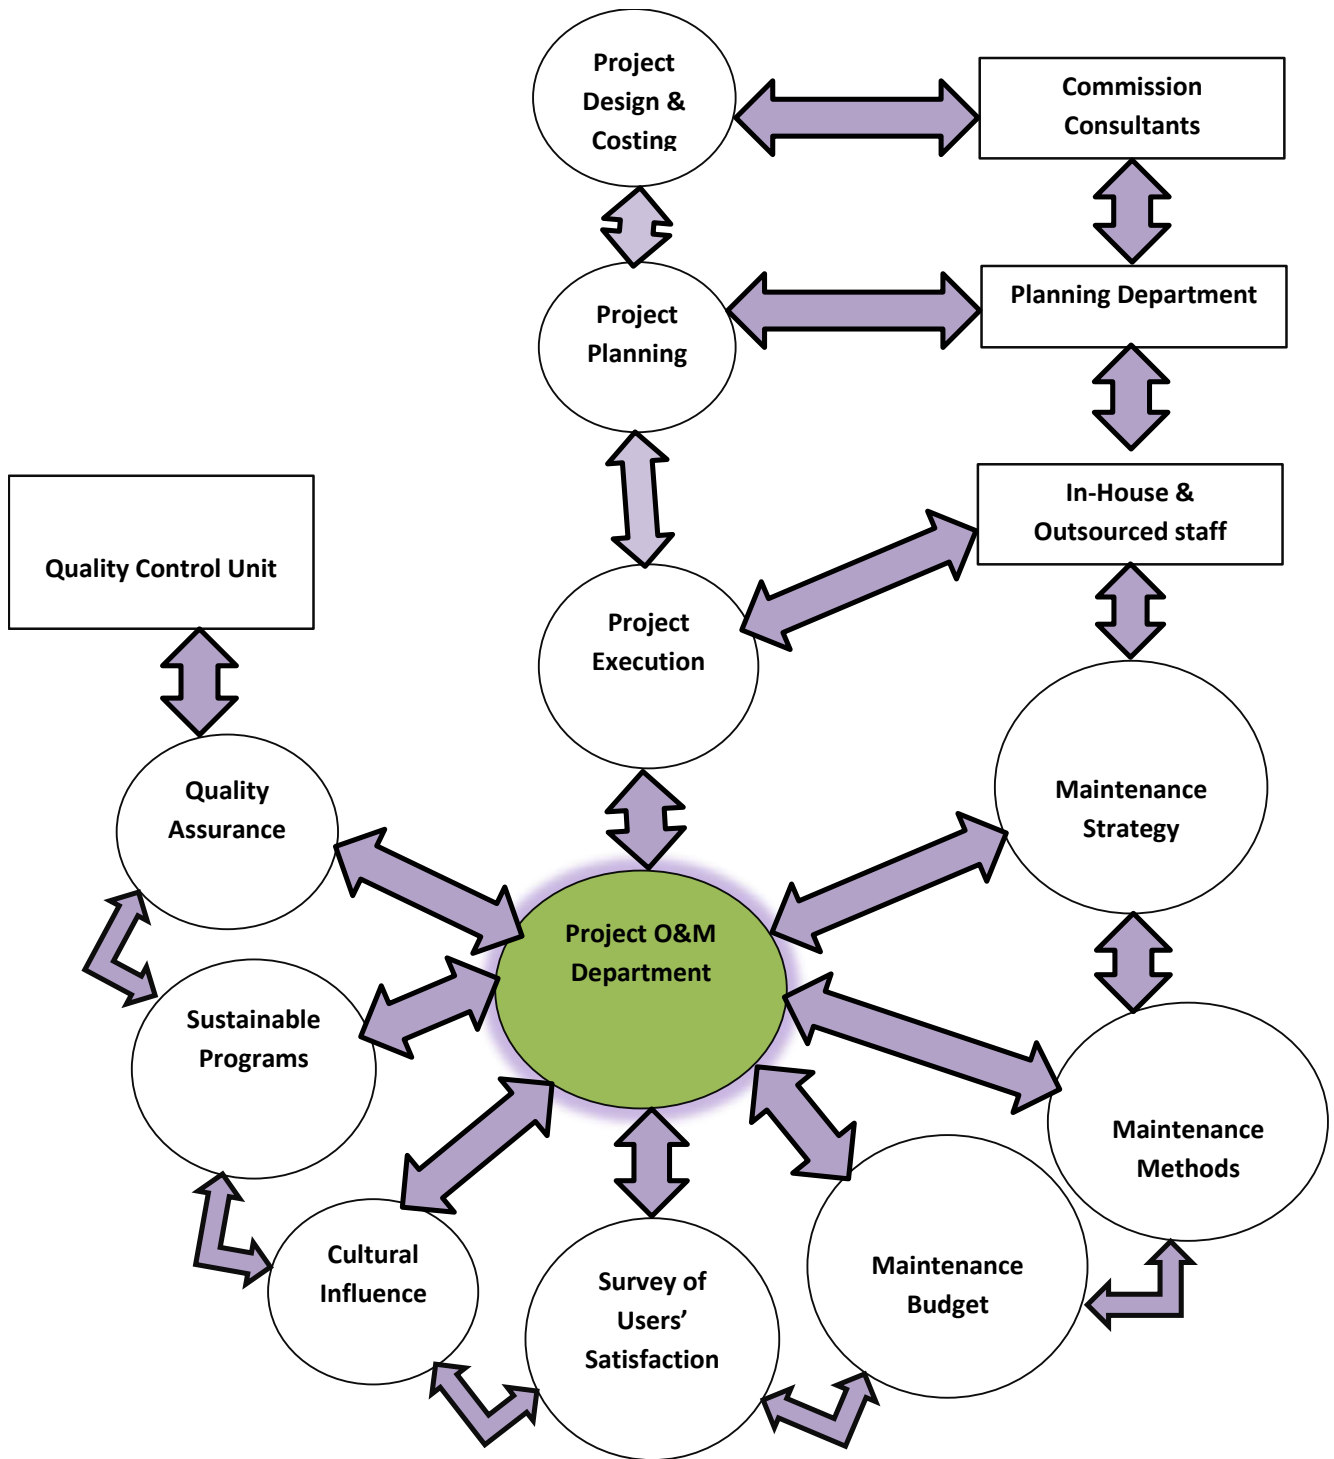 Project
Design &
Costing
Commission
Consultants
Project
Planning
Planning Department
Quality Control Unit
In-House &
Outsourced staff
Project
Execution
Quality
Assurance
Maintenance
Strategy
Project O&M
Department
Sustainable
Programs
Maintenance
Methods
Cultural
Influence
Survey of
Users’
Satisfaction
Maintenance
Budget